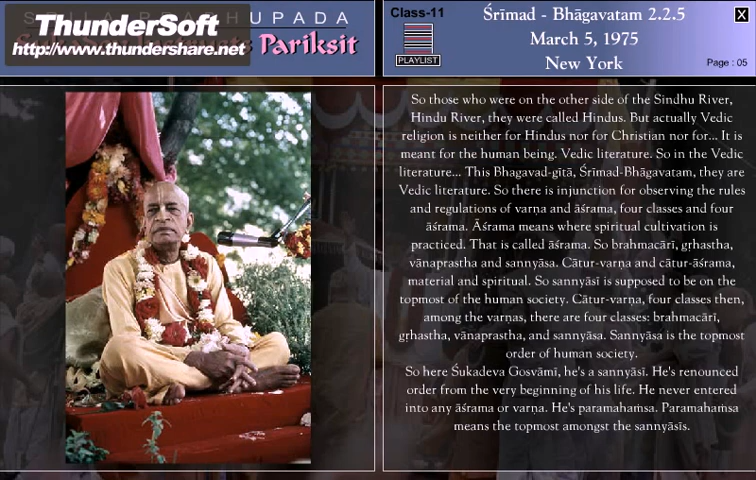 ThunderSoft
http://www.thundershare.net
PRABHUPADA
Pariksit
Class-11
PLAYLIST
Śrīmad - Bhāgavatam 2.2.5
March 5, 1975
New York
Page : 05
X
So those who were on the other side of the Sindhu River,
Hindu River, they were called Hindus. But actually Vedic
religion is neither for Hindus nor for Christian nor for... It is
meant for the human being. Vedic literature. So in the Vedic
literature... This Bhagavad-gītā, Śrīmad-Bhāgavatam, they are
Vedic literature. So there is injunction for observing the rules
and regulations of varṇa and āśrama, four classes and four
āśrama. Āśrama means where spiritual cultivation is
practiced. That is called āśrama. So brahmacārī, gṛhastha,
vānaprastha and sannyāsa. Cātur-varṇa and cātur-āśrama,
material and spiritual. So sannyāsī is supposed to be on the
topmost of the human society. Cātur-varṇa, four classes then,
among the varṇas, there are four classes: brahmacārī,
gṛhastha, vānaprastha, and sannyāsa. Sannyāsa is the topmost
order of human society.
So here Śukadeva Gosvāmī, he's a sannyāsī. He's renounced
order from the very beginning of his life. He never entered
into any āśrama or varṇa. He's paramahaṁsa. Paramahaṁsa
means the topmost amongst the sannyāsīs.